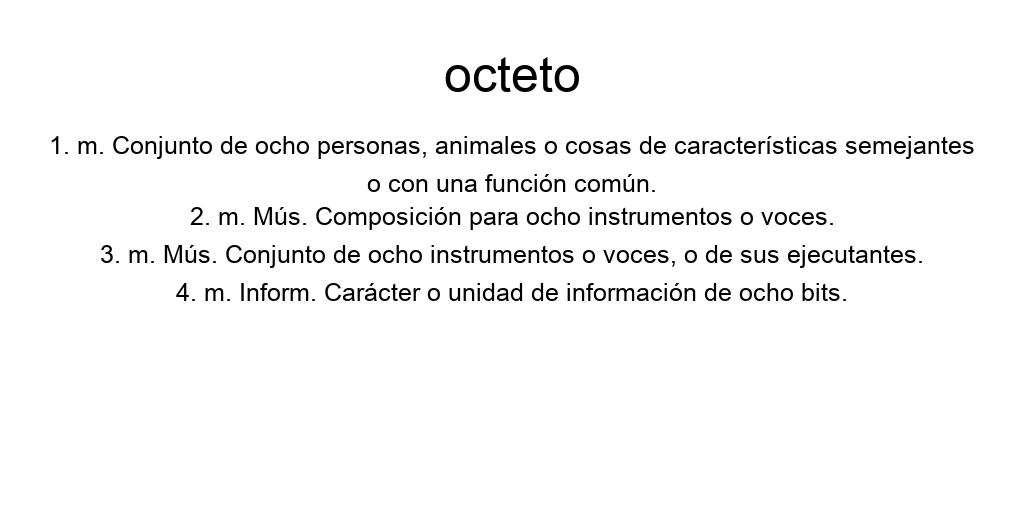 octeto
1. m. Conjunto de ocho personas, animales o cosas de características semejantes
o con una función común.
2. m. Mús. Composición para ocho instrumentos o voces.
3. m. Mús. Conjunto de ocho instrumentos o voces, o de sus ejecutantes.
4. m. Inform. Carácter o unidad de información de ocho bits.